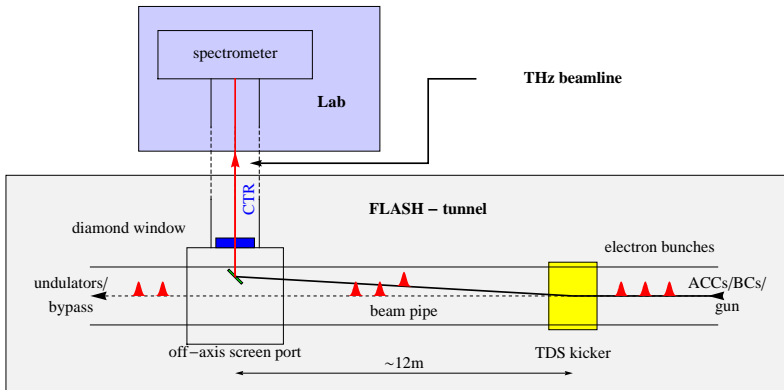 spectrometer
Lab
THz beamline
CTR
FLASH − tunnel
diamond window
electron bunches
undulators/
bypass
ACCs/BCs/
gun
beam pipe
off−axis screen port
TDS kicker
~12m